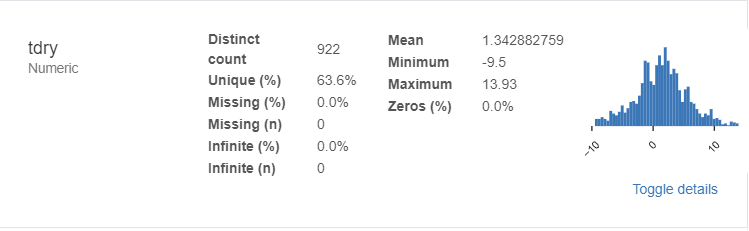 tdry
Numeric
Distinct
count 922
Unique (%) 63.6%
Missing (%) 0.0%
Missing (n) 0
Infinite (%) 0.0%
Infinite (n) 0
Mean 1.342882759
Minimum -9.5
Maximum 13.93
Zeros (%) 0.0%
-10 0 10
Toggle details